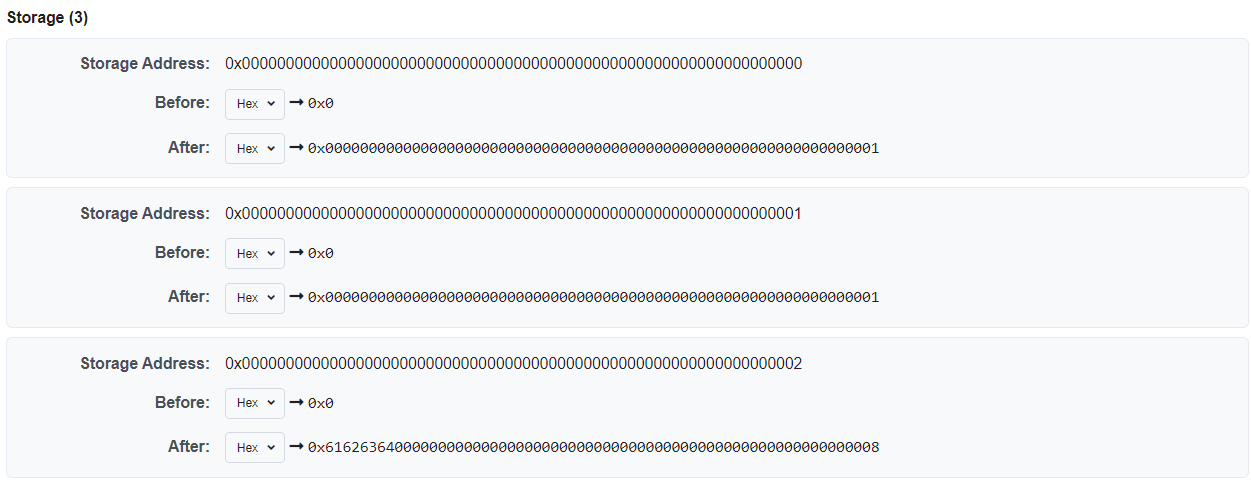 Storage (3)
Storage Address: 0x0000000000000000000000000000000000000000000000000000000000000000
Before: Hex ➞ 0x0
After: Hex ➞ 0x0000000000000000000000000000000000000000000000000000000000000001
Storage Address: 0x0000000000000000000000000000000000000000000000000000000000000001
Before: Hex ➞ 0x0
After: Hex ➞ 0x0000000000000000000000000000000000000000000000000000000000000001
Storage Address: 0x0000000000000000000000000000000000000000000000000000000000000002
Before: Hex ➞ 0x0
After: Hex ➞ 0x6162636400000000000000000000000000000000000000000000000000000008